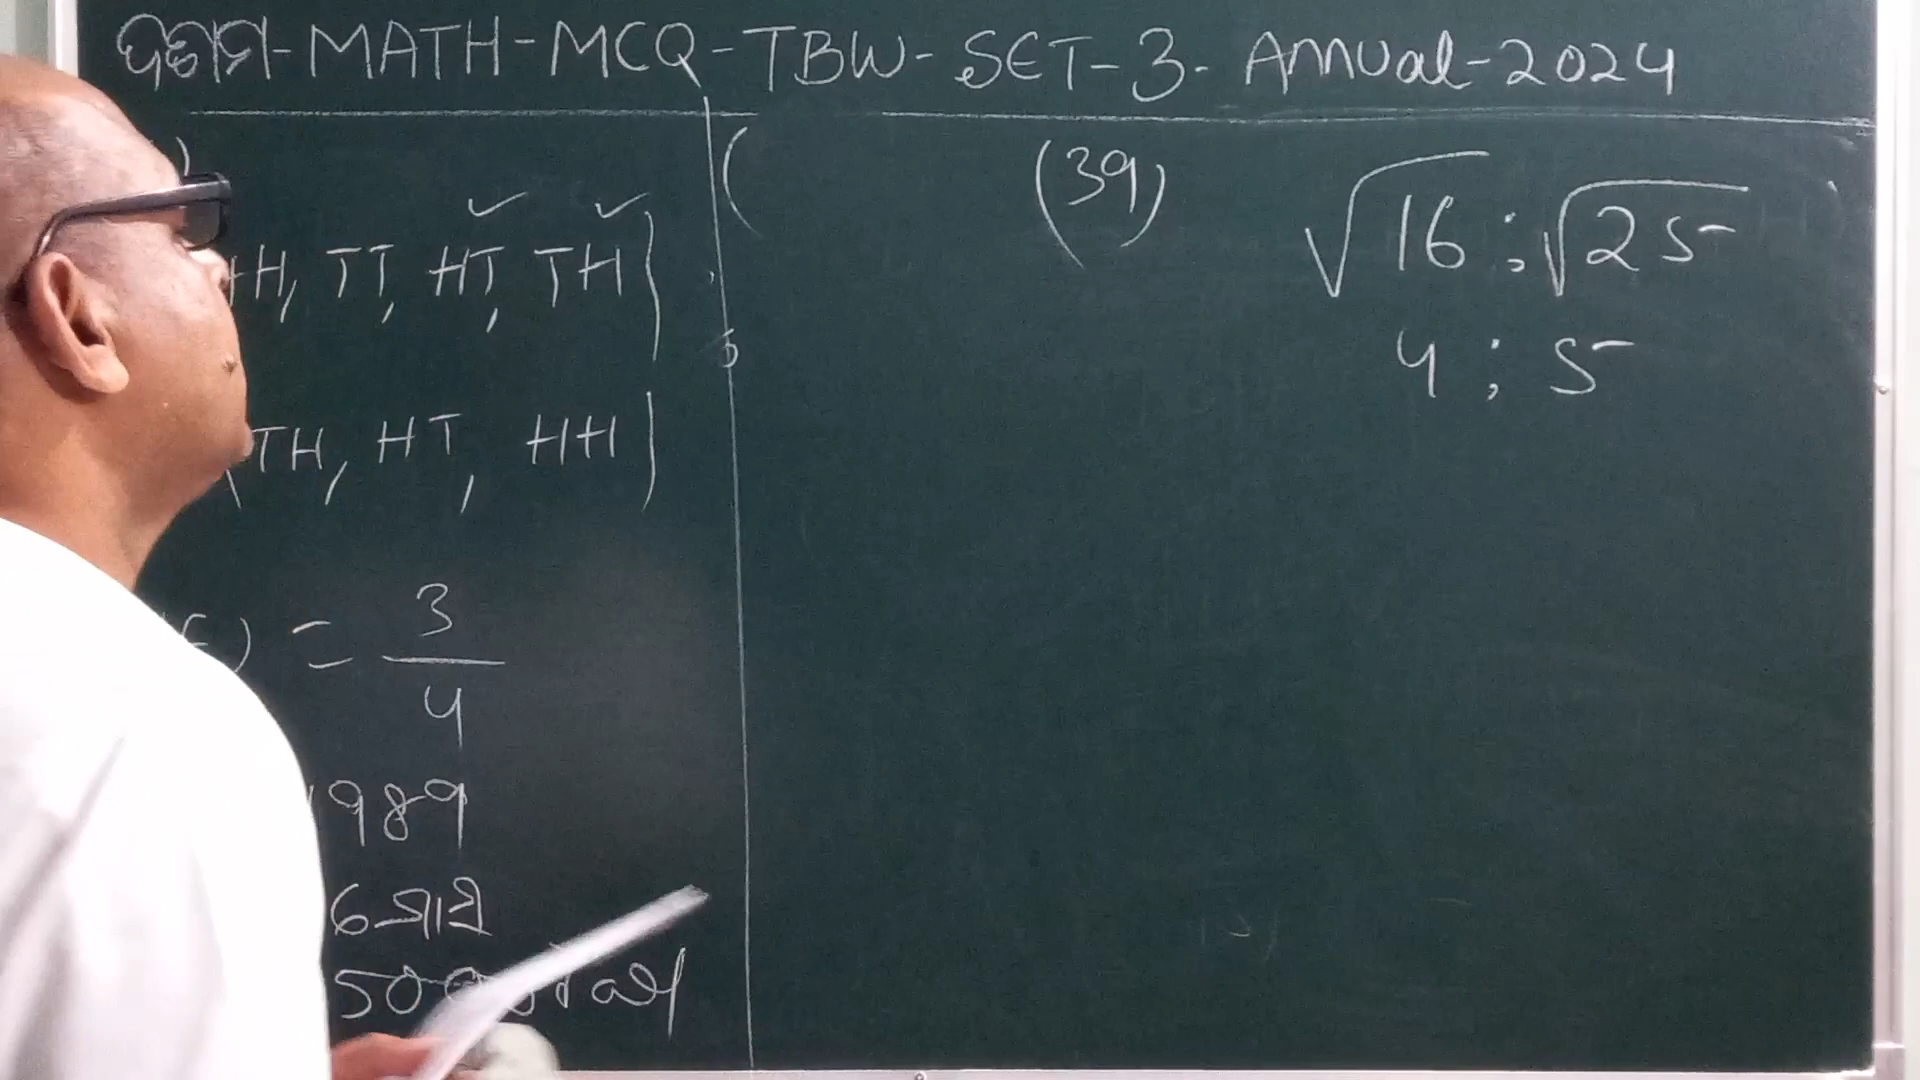 ଦଶମ-MATH-MCQ-TBW-SET-3- Annual-2024
HH, TT, HT, TH}
TH, HT, HH}
) = 3/4
1989
(39)
√16 : √25
4 : 5